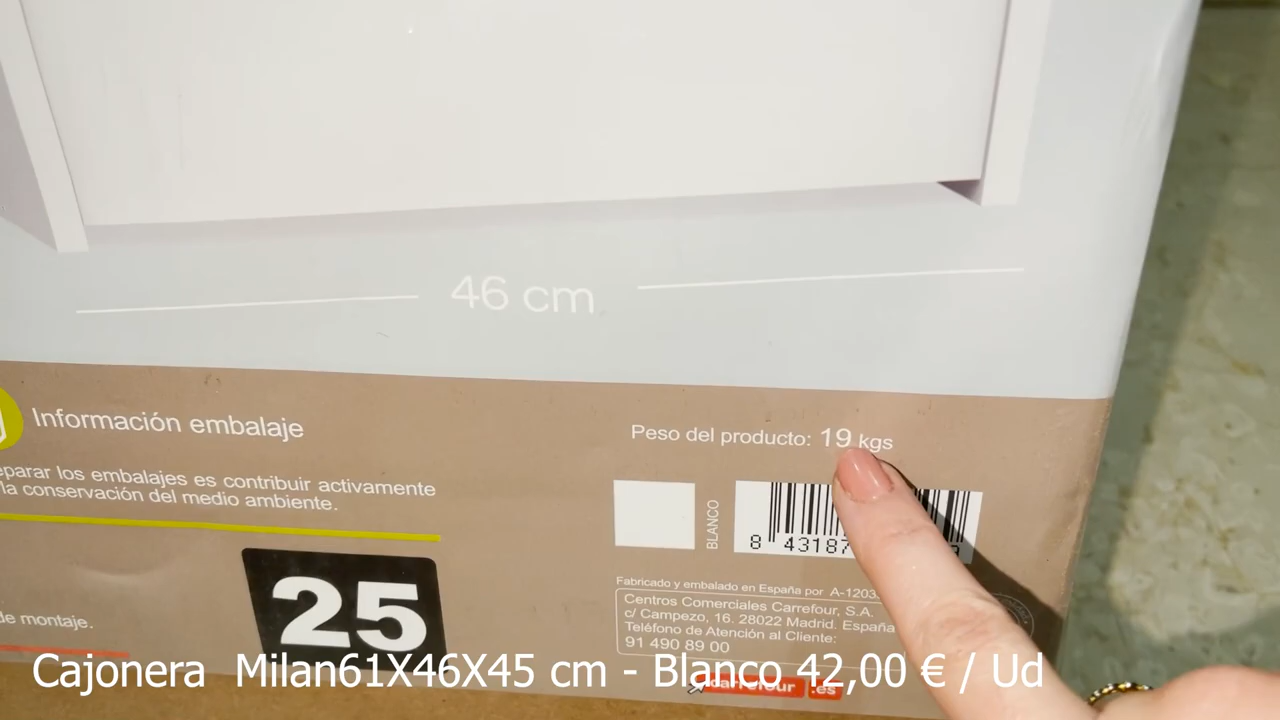 46 cm
Información embalaje
eparar los embalajes es contribuir activamente
la conservación del medio ambiente.
Peso del producto: 19 kgs
BLANCO
8 43187
25
de montaje.
Fabricado y embalado en España por A-1203
Centros Comerciales Carrefour, S.A.
c/ Campezo, 16. 28022 Madrid. España
Teléfono de Atención al Cliente:
91 490 89 00
carrefour .es
Cajonera Milan61X46X45 cm - Blanco 42,00 € / Ud